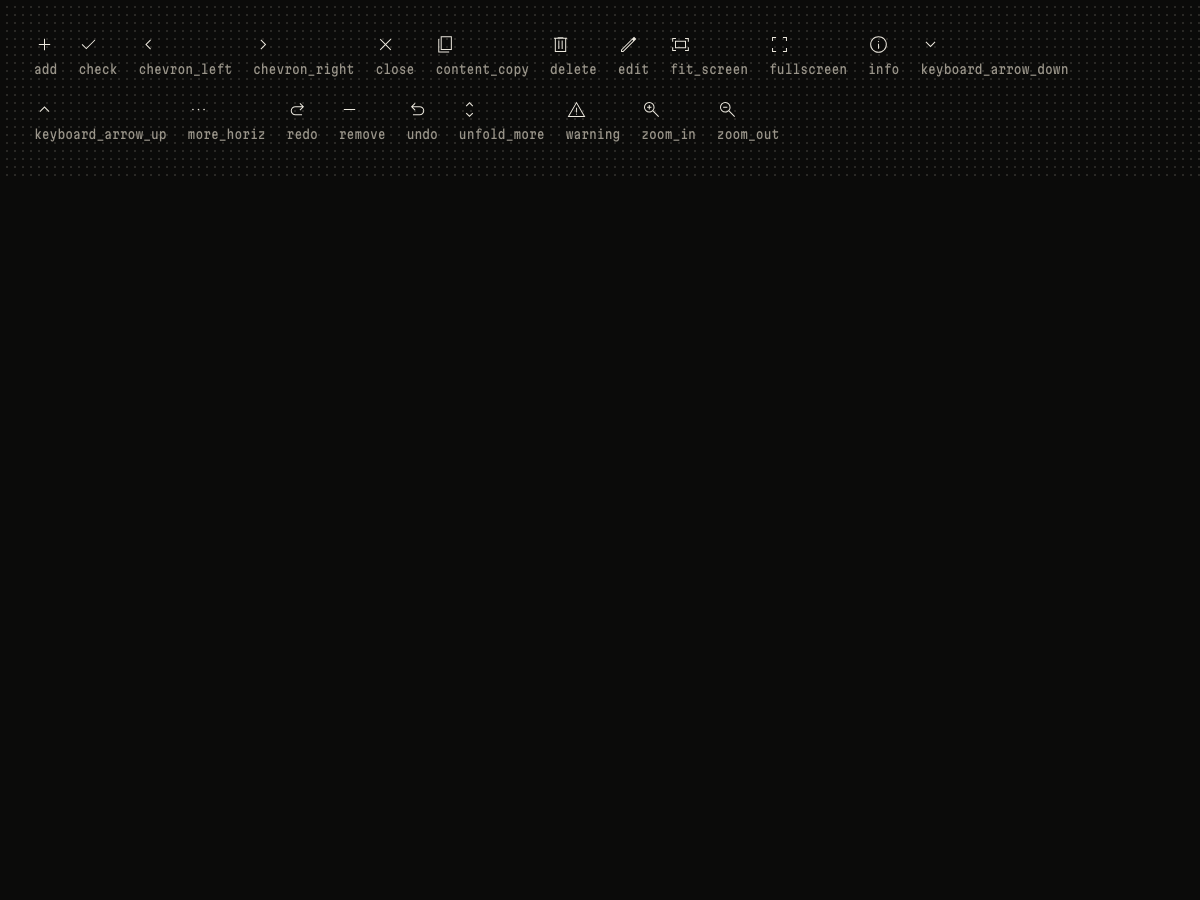 add check chevron_left chevron_right close content_copy delete edit fit_screen fullscreen info keyboard_arrow_down
keyboard_arrow_up more_horiz redo remove undo unfold_more warning zoom_in zoom_out